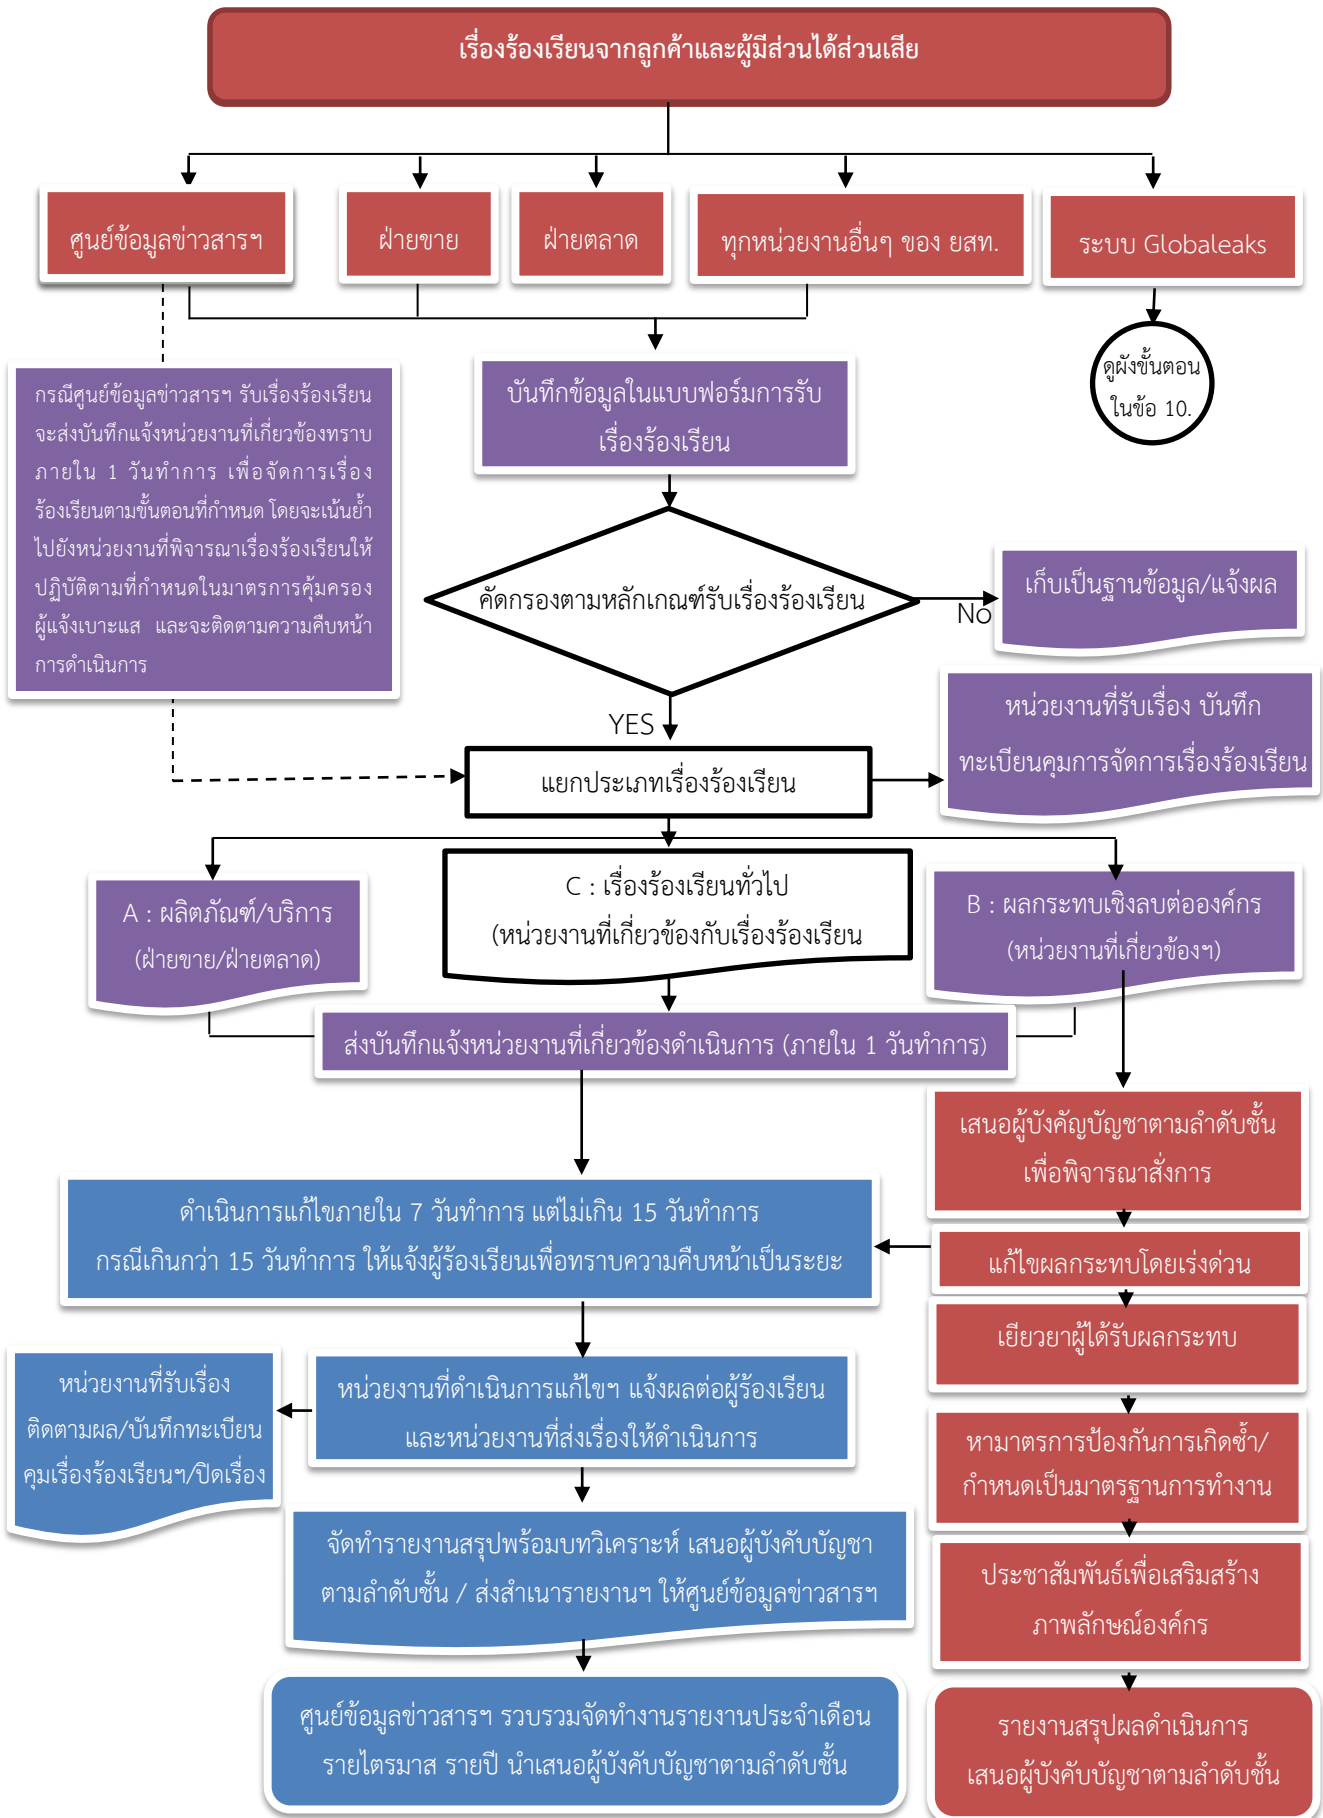 เรื่องร้องเรียนจากลูกค้าและผู้มีส่วนได้ส่วนเสีย
ศูนย์ข้อมูลข่าวสารฯ
ฝ่ายขาย
ฝ่ายตลาด
ทุกหน่วยงานอื่นๆ ของ ยสท.
ระบบ Globaleaks
ดูผังขั้นตอน
ในข้อ 10.
กรณีศูนย์ข้อมูลข่าวสารฯ รับเรื่องร้องเรียน
จะส่งบันทึกแจ้งหน่วยงานที่เกี่ยวข้องทราบ
ภายใน 1 วันทำการ เพื่อจัดการเรื่อง
ร้องเรียนตามขั้นตอนที่กำหนด โดยจะเน้นย้ำ
ไปยังหน่วยงานที่พิจารณาเรื่องร้องเรียนให้
ปฏิบัติตามที่กำหนดในมาตรการคุ้มครอง
ผู้แจ้งเบาะแส และจะติดตามความคืบหน้า
การดำเนินการ
บันทึกข้อมูลในแบบฟอร์มการรับ
เรื่องร้องเรียน
คัดกรองตามหลักเกณฑ์รับเรื่องร้องเรียน
No
เก็บเป็นฐานข้อมูล/แจ้งผล
YES
หน่วยงานที่รับเรื่อง บันทึก
ทะเบียนคุมการจัดการเรื่องร้องเรียน
แยกประเภทเรื่องร้องเรียน
A : ผลิตภัณฑ์/บริการ
(ฝ่ายขาย/ฝ่ายตลาด)
C : เรื่องร้องเรียนทั่วไป
(หน่วยงานที่เกี่ยวข้องกับเรื่องร้องเรียน
B : ผลกระทบเชิงลบต่อองค์กร
(หน่วยงานที่เกี่ยวข้องฯ)
ส่งบันทึกแจ้งหน่วยงานที่เกี่ยวข้องดำเนินการ (ภายใน 1 วันทำการ)
เสนอผู้บังคัญบัญชาตามลำดับชั้น
เพื่อพิจารณาสั่งการ
ดำเนินการแก้ไขภายใน 7 วันทำการ แต่ไม่เกิน 15 วันทำการ
กรณีเกินกว่า 15 วันทำการ ให้แจ้งผู้ร้องเรียนเพื่อทราบความคืบหน้าเป็นระยะ
แก้ไขผลกระทบโดยเร่งด่วน
เยียวยาผู้ได้รับผลกระทบ
หน่วยงานที่รับเรื่อง
ติดตามผล/บันทึกทะเบียน
คุมเรื่องร้องเรียนฯ/ปิดเรื่อง
หน่วยงานที่ดำเนินการแก้ไขฯ แจ้งผลต่อผู้ร้องเรียน
และหน่วยงานที่ส่งเรื่องให้ดำเนินการ
หามาตรการป้องกันการเกิดซ้ำ/
กำหนดเป็นมาตรฐานการทำงาน
จัดทำรายงานสรุปพร้อมบทวิเคราะห์ เสนอผู้บังคับบัญชา
ตามลำดับชั้น / ส่งสำเนารายงานฯ ให้ศูนย์ข้อมูลข่าวสารฯ
ประชาสัมพันธ์เพื่อเสริมสร้าง
ภาพลักษณ์องค์กร
ศูนย์ข้อมูลข่าวสารฯ รวบรวมจัดทำงานรายงานประจำเดือน
รายไตรมาส รายปี นำเสนอผู้บังคับบัญชาตามลำดับชั้น
รายงานสรุปผลดำเนินการ
เสนอผู้บังคับบัญชาตามลำดับชั้น